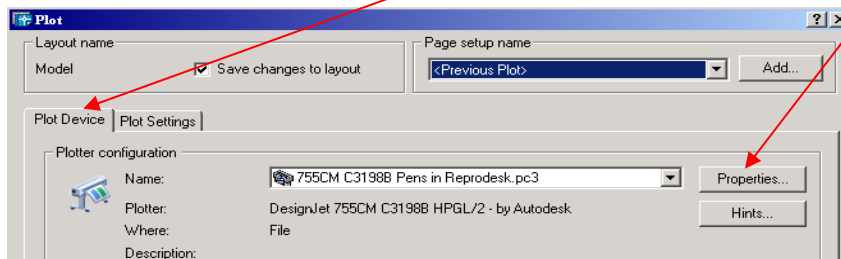 Plot
Layout name
Model
Save changes to layout
Page setup name
<Previous Plot>
Add...
Plot Device
Plot Settings
Plotter configuration
Name:
755CM C3198B Pens in Reprodesk.pc3
Properties...
Plotter:
DesignJet 755CM C3198B HPGL/2 - by Autodesk
Hints...
Where:
File
Description: